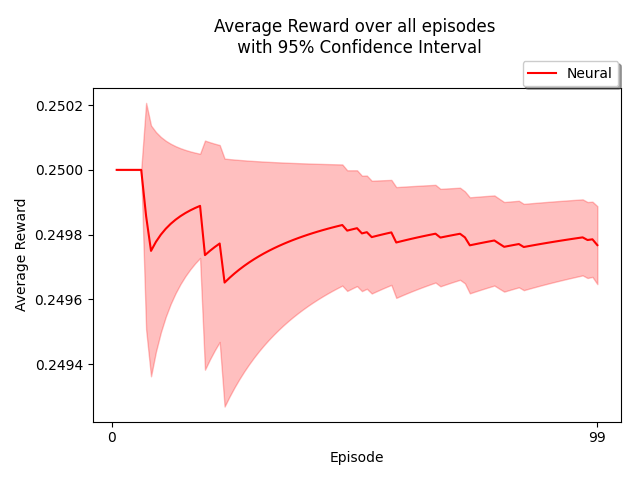 Average Reward over all episodes
with 95% Confidence Interval
Neural
0.2502
0.2500
0.2498
0.2496
0.2494
Average Reward
0 99
Episode